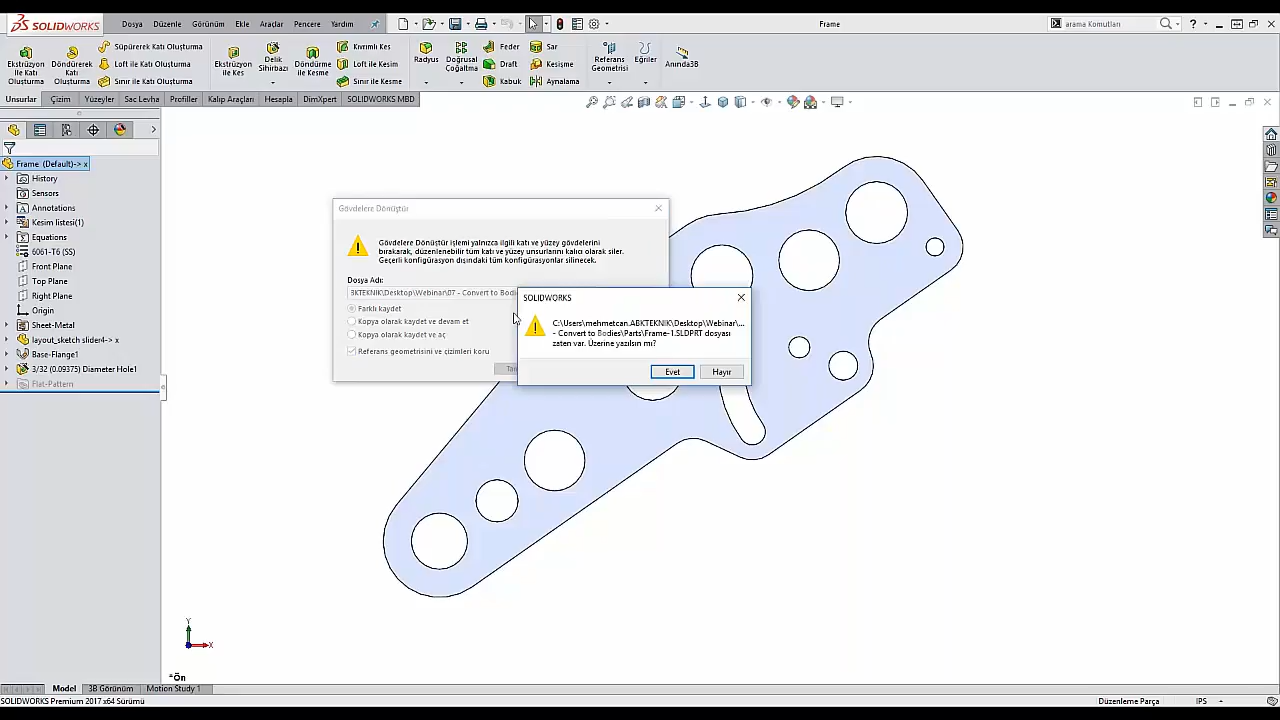 SOLIDWORKS
Dosya Düzenle Görünüm Ekle Araçlar Pencere Yardım
Frame
arama Komutları
Ekstrüzyon ile Katı Oluşturma
Döndürerek Katı Oluşturma
Süpürerek Katı Oluşturma
Loft ile Katı Oluşturma
Sınır ile Katı Oluşturma
Ekstrüzyon ile Kes
Delik Sihirbazı
Döndürme ile Kesme
Kıvrımlı Kes
Loft ile Kesim
Sınır ile Kesme
Radyus
Doğrusal Çoğaltma
Feder
Draft
Kabuk
Sar
Kesişme
Aynalama
Referans Geometrisi
Eğriler
Anında3B
Unsurlar Çizim Yüzeyler Sac Levha Profiller Kalıp Araçları Hesapla DimXpert SOLIDWORKS MBD
Frame (Default)-> x
History
Sensors
Annotations
Kesim listesi(1)
Equations
6061-T6 (SS)
Front Plane
Top Plane
Right Plane
Origin
Sheet-Metal
layout_sketch slider4-> x
Base-Flange1
3/32 (0.09375) Diameter Hole1
Flat-Pattern
Gövdelere Dönüştür
Gövdelere Dönüştür işlemi yalnızca ilgili katı ve yüzey gövdelerini
bırakarak, düzenlenebilir tüm katı ve yüzey unsurlarını kalıcı olarak siler.
Geçerli konfigürasyon dışındaki tüm konfigürasyonlar silinecek.
Dosya Adı:
3KTEKNIK\Desktop\Webinar\07 - Convert to Bodie
Farklı kaydet
Kopya olarak kaydet ve devam et
Kopya olarak kaydet ve aç
Referans geometrisini ve çizimleri koru
SOLIDWORKS
C:\Users\mehmetcan.ABKTEKNIK\Desktop\Webinar\...
- Convert to Bodies\Parts\Frame-1.SLDPRT dosyası
zaten var. Üzerine yazılsın mı?
Evet Hayır
Y
X
*Ön
Model 3B Görünüm Motion Study 1
SOLIDWORKS Premium 2017 x64 Sürümü
Düzenleme Parça IPS